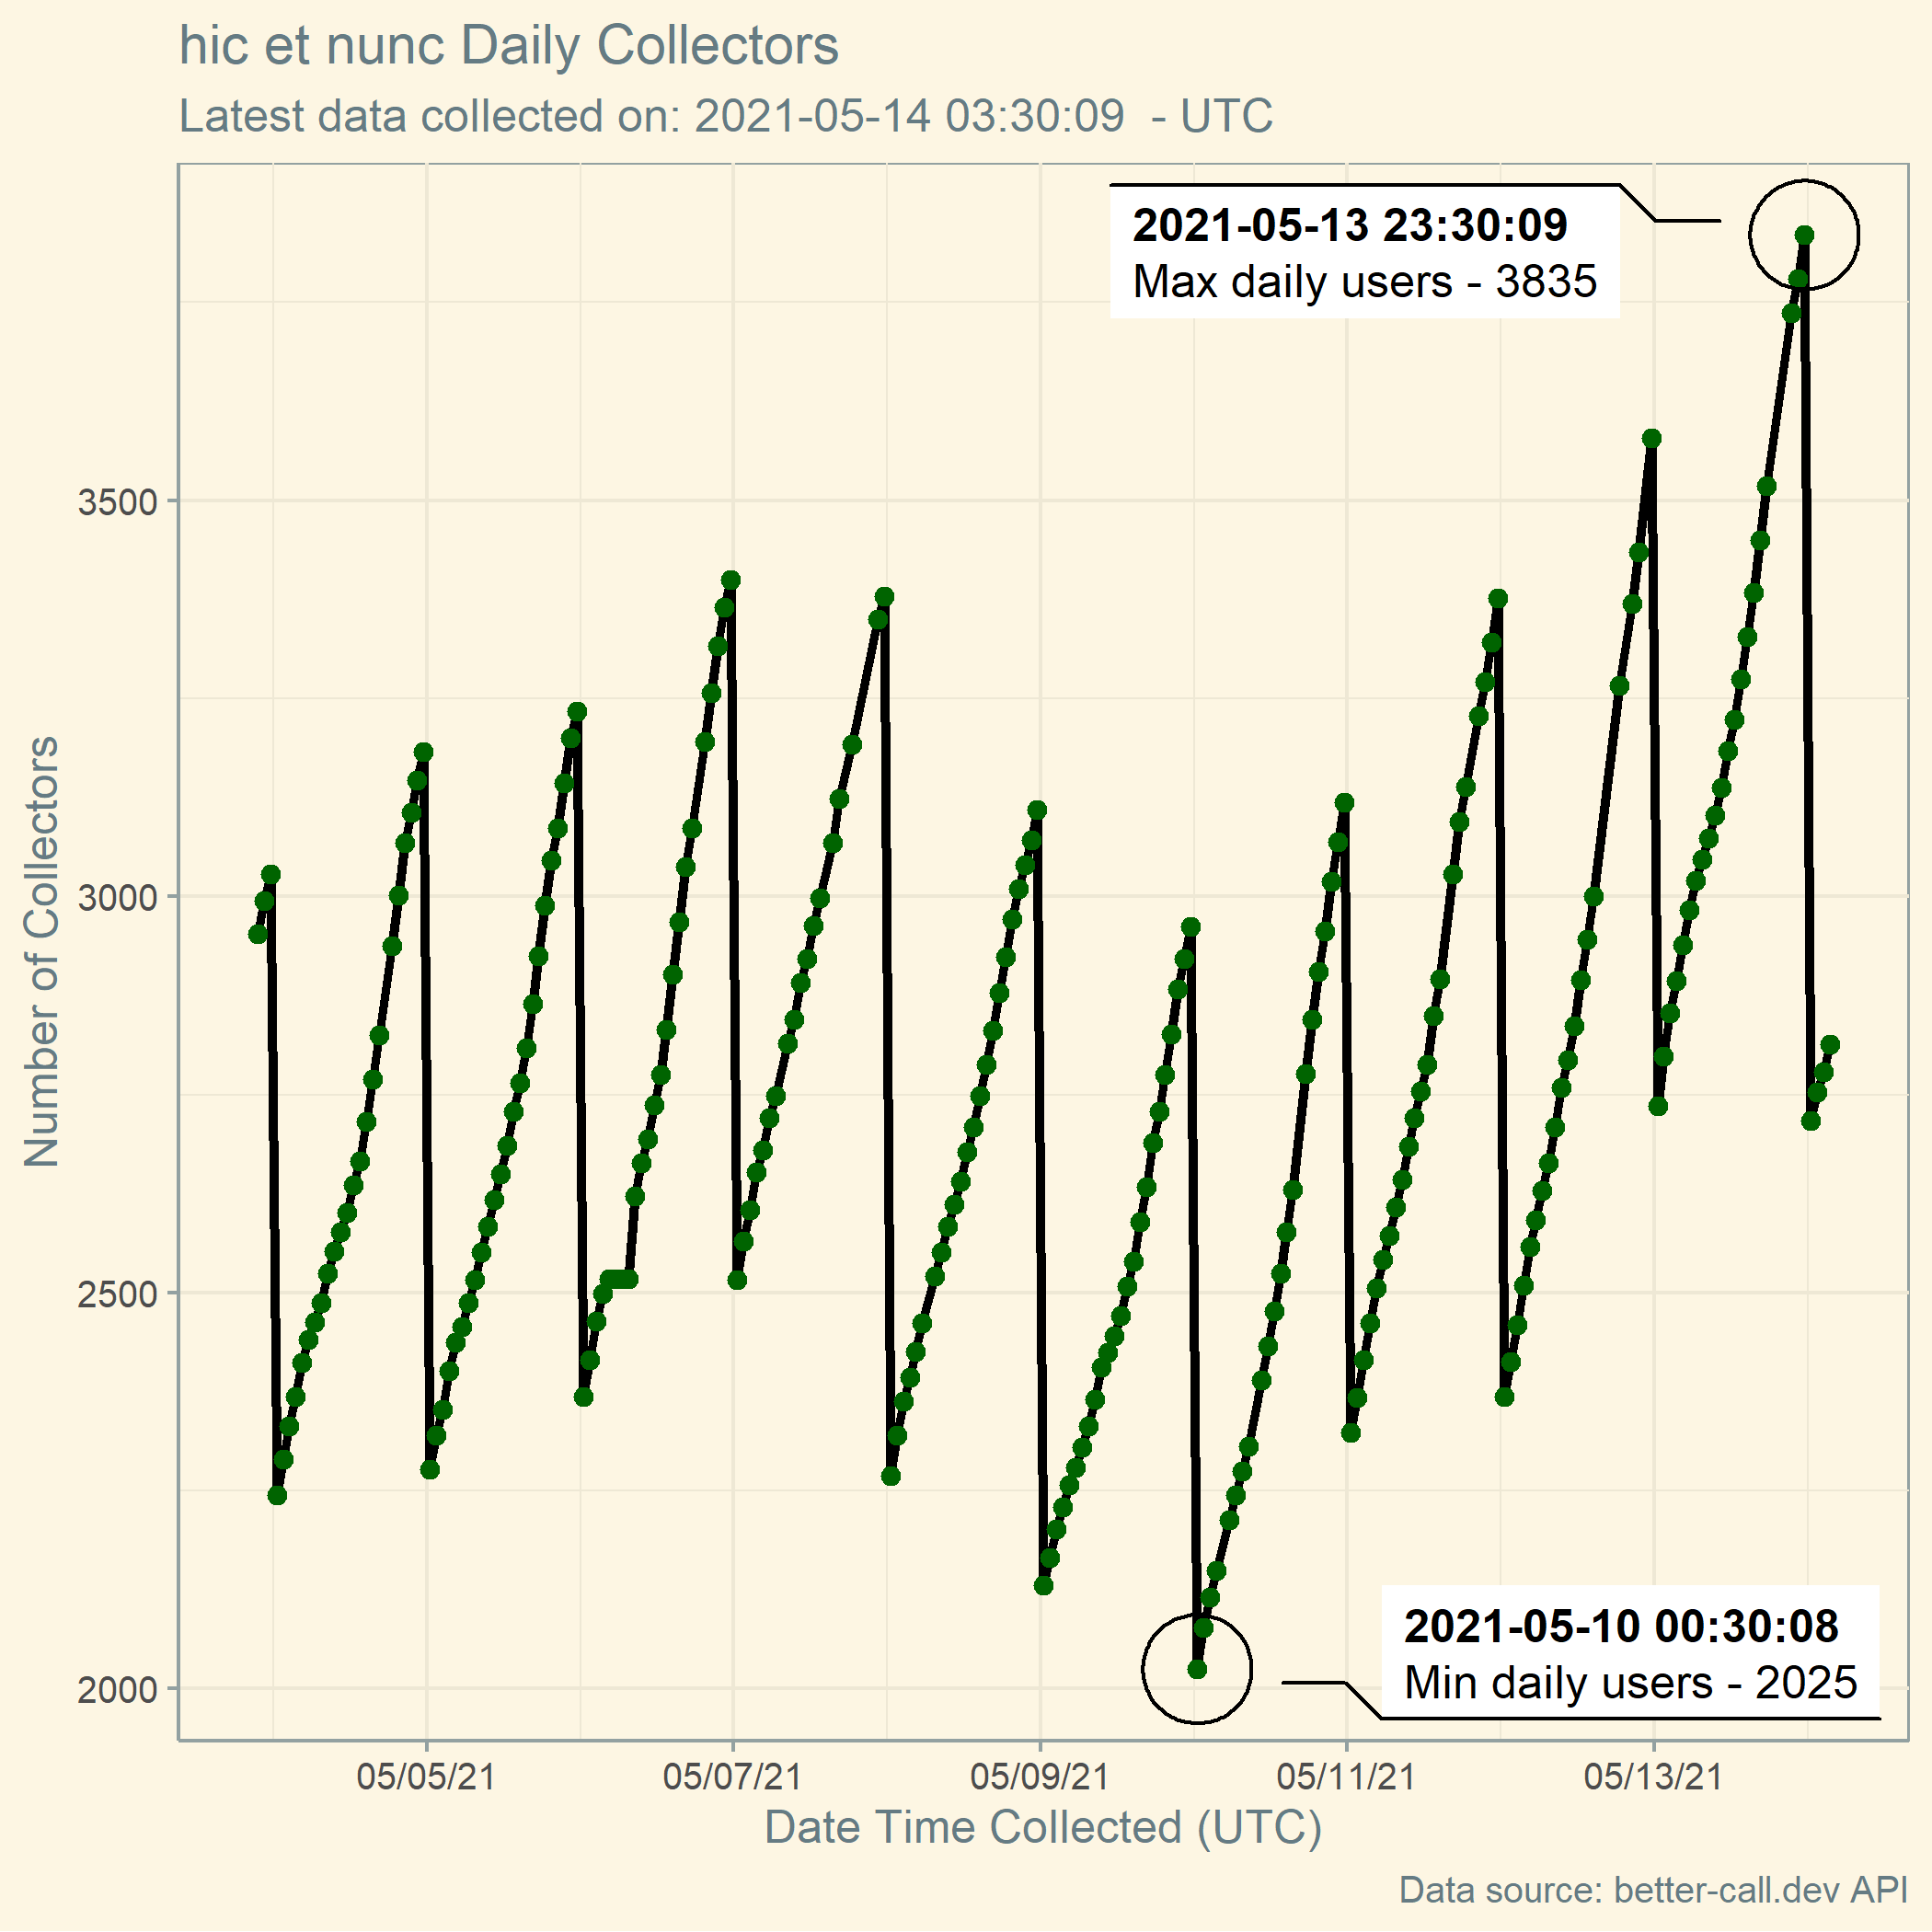 hic et nunc Daily Collectors
Latest data collected on: 2021-05-14 03:30:09  - UTC
2021-05-13 23:30:09
Max daily users - 3835
3500
3000
2500
2000
Number of Collectors
2021-05-10 00:30:08
Min daily users - 2025
05/05/21
05/07/21
05/09/21
05/11/21
05/13/21
Date Time Collected (UTC)
Data source: better-call.dev API